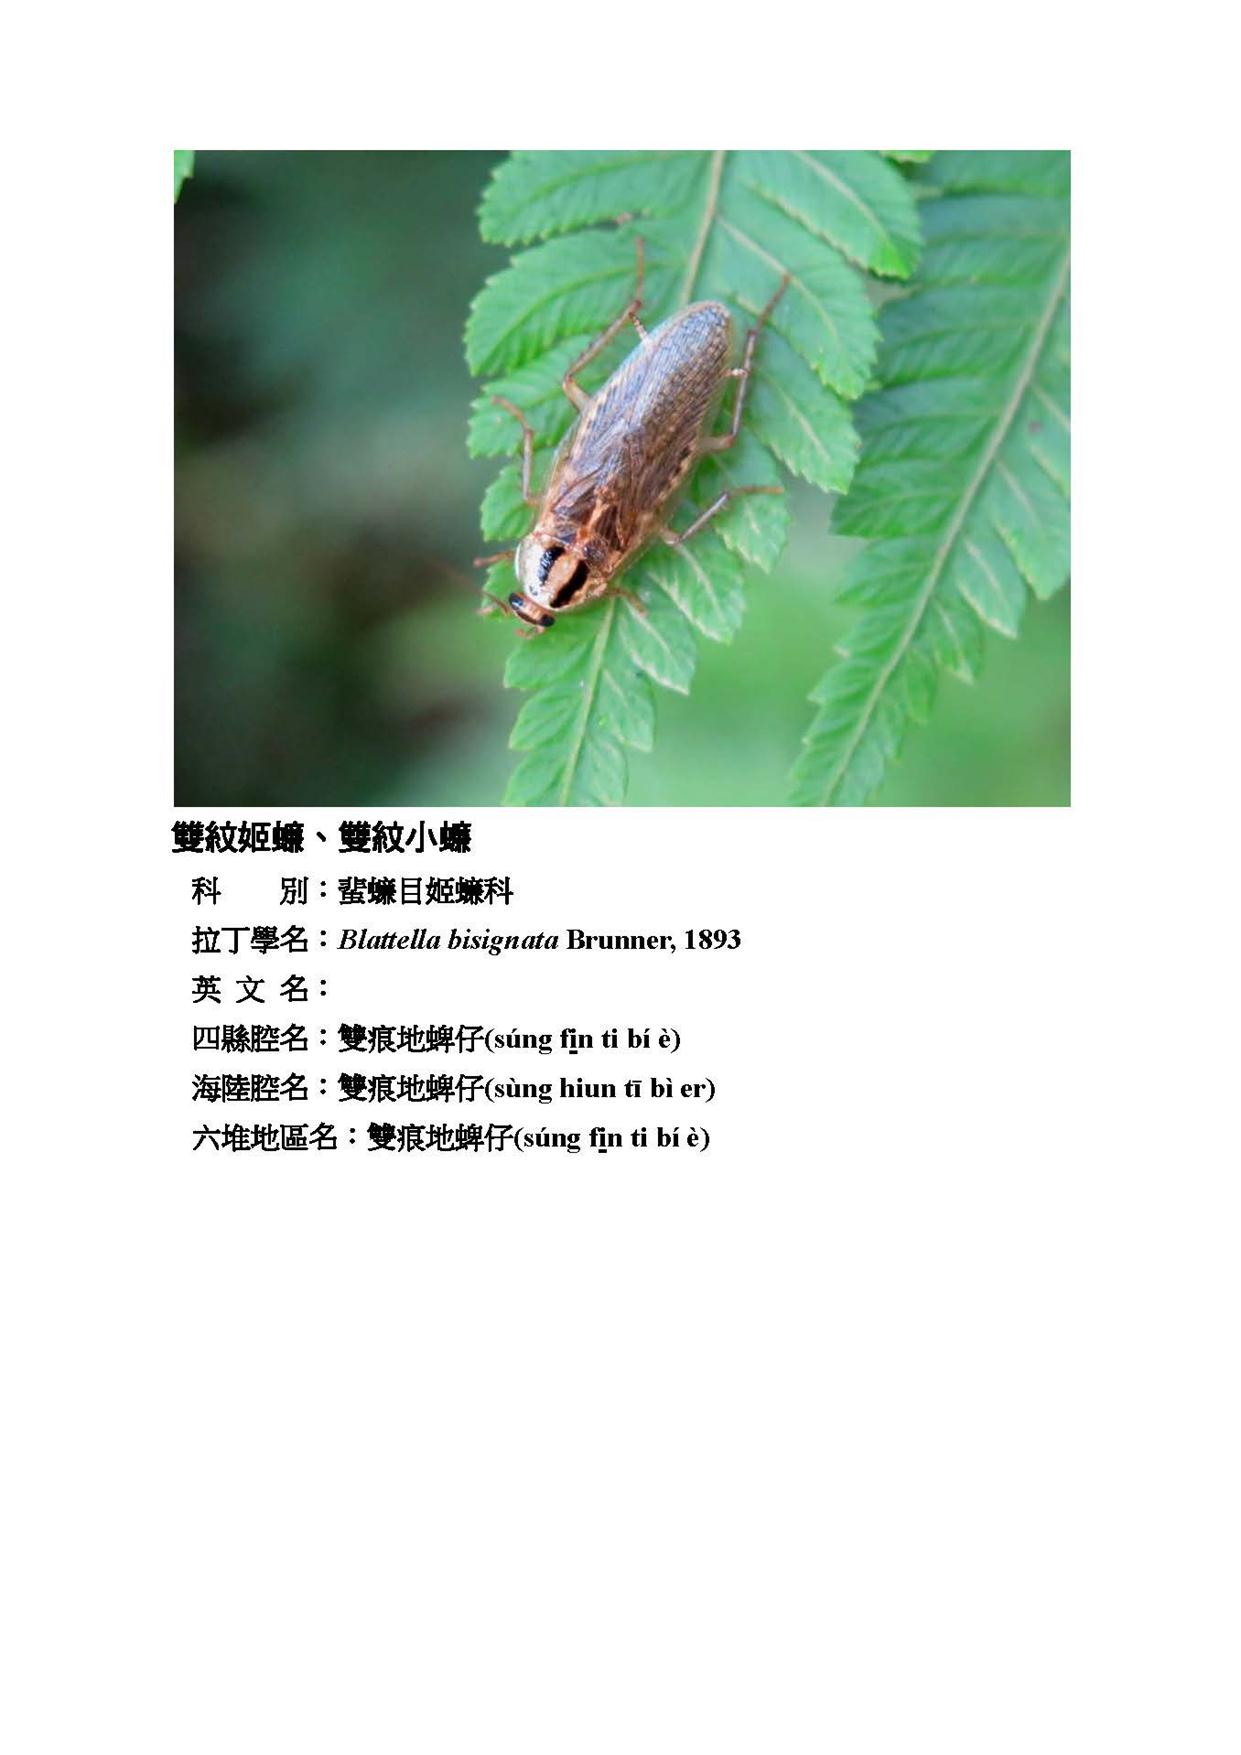 雙紋姬蠊、雙紋小蠊
科　　別：蜚蠊目姬蠊科
拉丁學名：Blattella bisignata Brunner, 1893
英 文 名：
四縣腔名：雙痕地蜱仔(súng fi̲n ti bí è)
海陸腔名：雙痕地蜱仔(sùng hiun tī bì er)
六堆地區名：雙痕地蜱仔(súng fi̲n ti bí è)